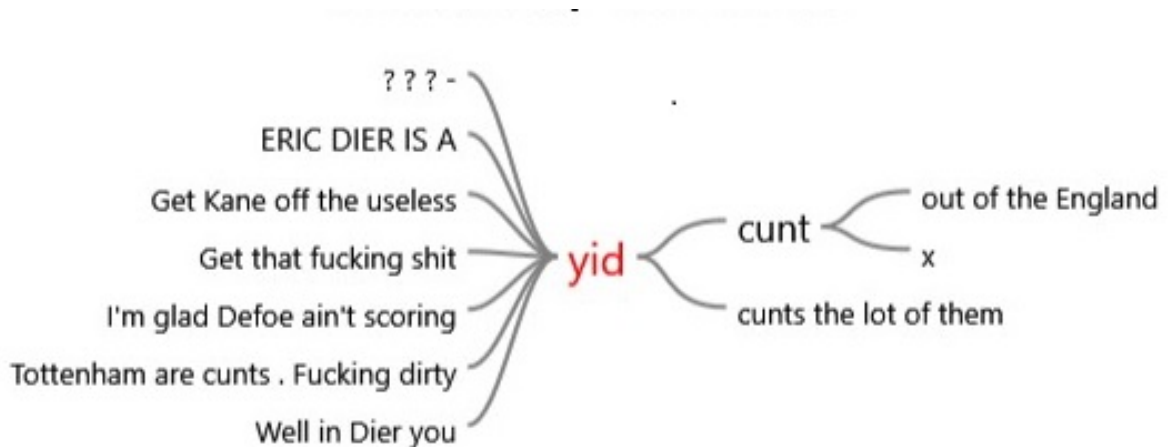 ? ? ? -
ERIC DIER IS A
Get Kane off the useless
Get that fucking shit
I'm glad Defoe ain't scoring
Tottenham are cunts . Fucking dirty
Well in Dier you
yid
cunt
out of the England
x
cunts the lot of them